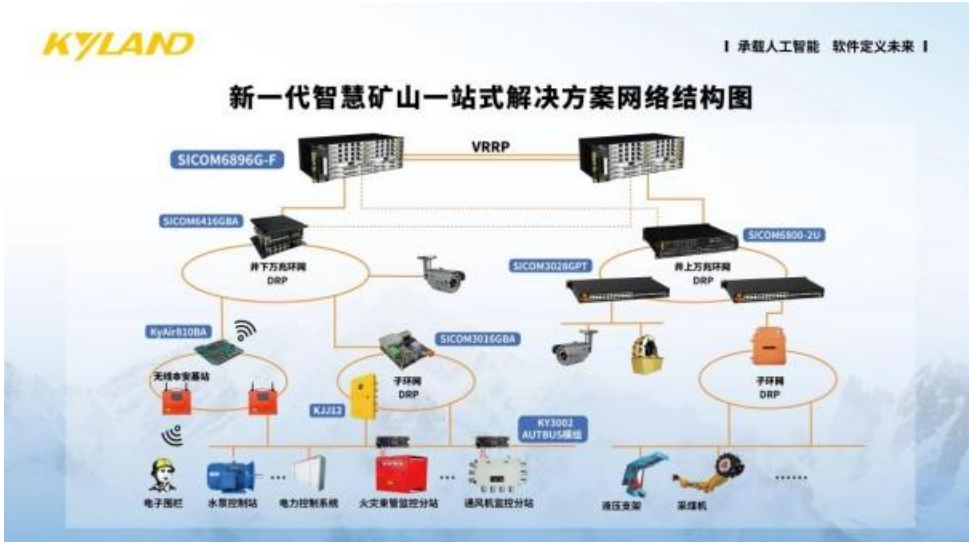 KYLAND
承载人工智能 软件定义未来
新一代智慧矿山一站式解决方案网络结构图
SICOM6896G-F
VRRP
SICOM6416GBA
SICOM6800-2U
井下万兆环网
DRP
SICOM3028GPT
井上万兆环网
DRP
KyAir810BA
SICOM3016GBA
无线本安基站
子环网
DRP
子环网
DRP
KJJ13
KY3002
AUTBUS模组
电子围栏
水泵控制站
电力控制系统
火灾束管监控分站
通风机监控分站
液压支架
采煤机